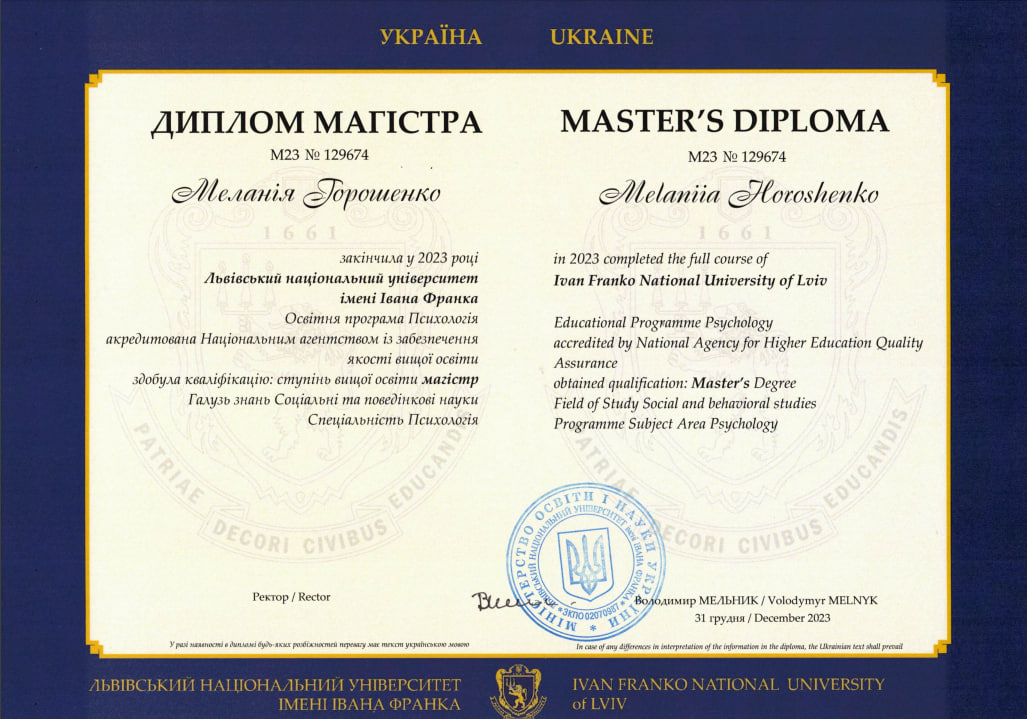 УКРАЇНА
UKRAINE
ДИПЛОМ МАГІСТРА
М23 № 129674
Меланія Горошенко
1661
закінчила у 2023 році
Львівський національний університет
імені Івана Франка
Освітня програма Психологія
акредитована Національним агентством із забезпечення
якості вищої освіти
здобула кваліфікацію: ступінь вищої освіти магістр
Галузь знань Соціальні та поведінкові науки
Спеціальність Психологія
PATRIAE DECORI CIVIBUS EDUCANDIS
MASTER'S DIPLOMA
М23 № 129674
Melaniia Horoshenko
1661
in 2023 completed the full course of
Ivan Franko National University of Lviv
Educational Programme Psychology
accredited by National Agency for Higher Education Quality
Assurance
obtained qualification: Master's Degree
Field of Study Social and behavioral studies
Programme Subject Area Psychology
PATRIAE DECORI CIVIBUS EDUCANDIS
МІНІСТЕРСТВО ОСВІТИ І НАУКИ УКРАЇНИ
ЛЬВІВСЬКИЙ НАЦІОНАЛЬНИЙ УНІВЕРСИТЕТ імені ІВАНА ФРАНКА
*ЗКПО 02070987*
Ректор / Rector
Володимир МЕЛЬНИК / Volodymyr MELNYK
31 грудня / December 2023
У разі наявності в дипломі будь-яких розбіжностей перевагу має текст українською мовою
In case of any differences in interpretation of the information in the diploma, the Ukrainian text shall prevail
ЛЬВІВСЬКИЙ НАЦІОНАЛЬНИЙ УНІВЕРСИТЕТ
ІМЕНІ ІВАНА ФРАНКА
IVAN FRANKO NATIONAL UNIVERSITY
of LVIV